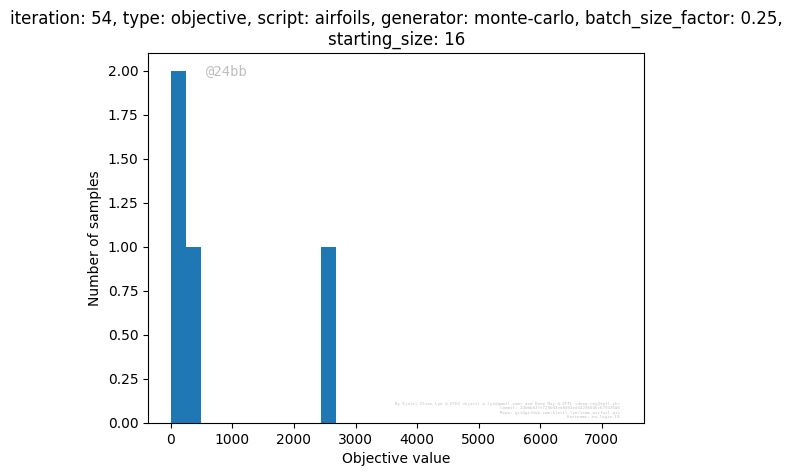 iteration: 54, type: objective, script: airfoils, generator: monte-carlo, batch_size_factor: 0.25,
starting_size: 16
@24bb
2.00
1.75
1.50
1.25
1.00
0.75
0.50
0.25
0.00
Number of samples
0 1000 2000 3000 4000 5000 6000 7000
Objective value